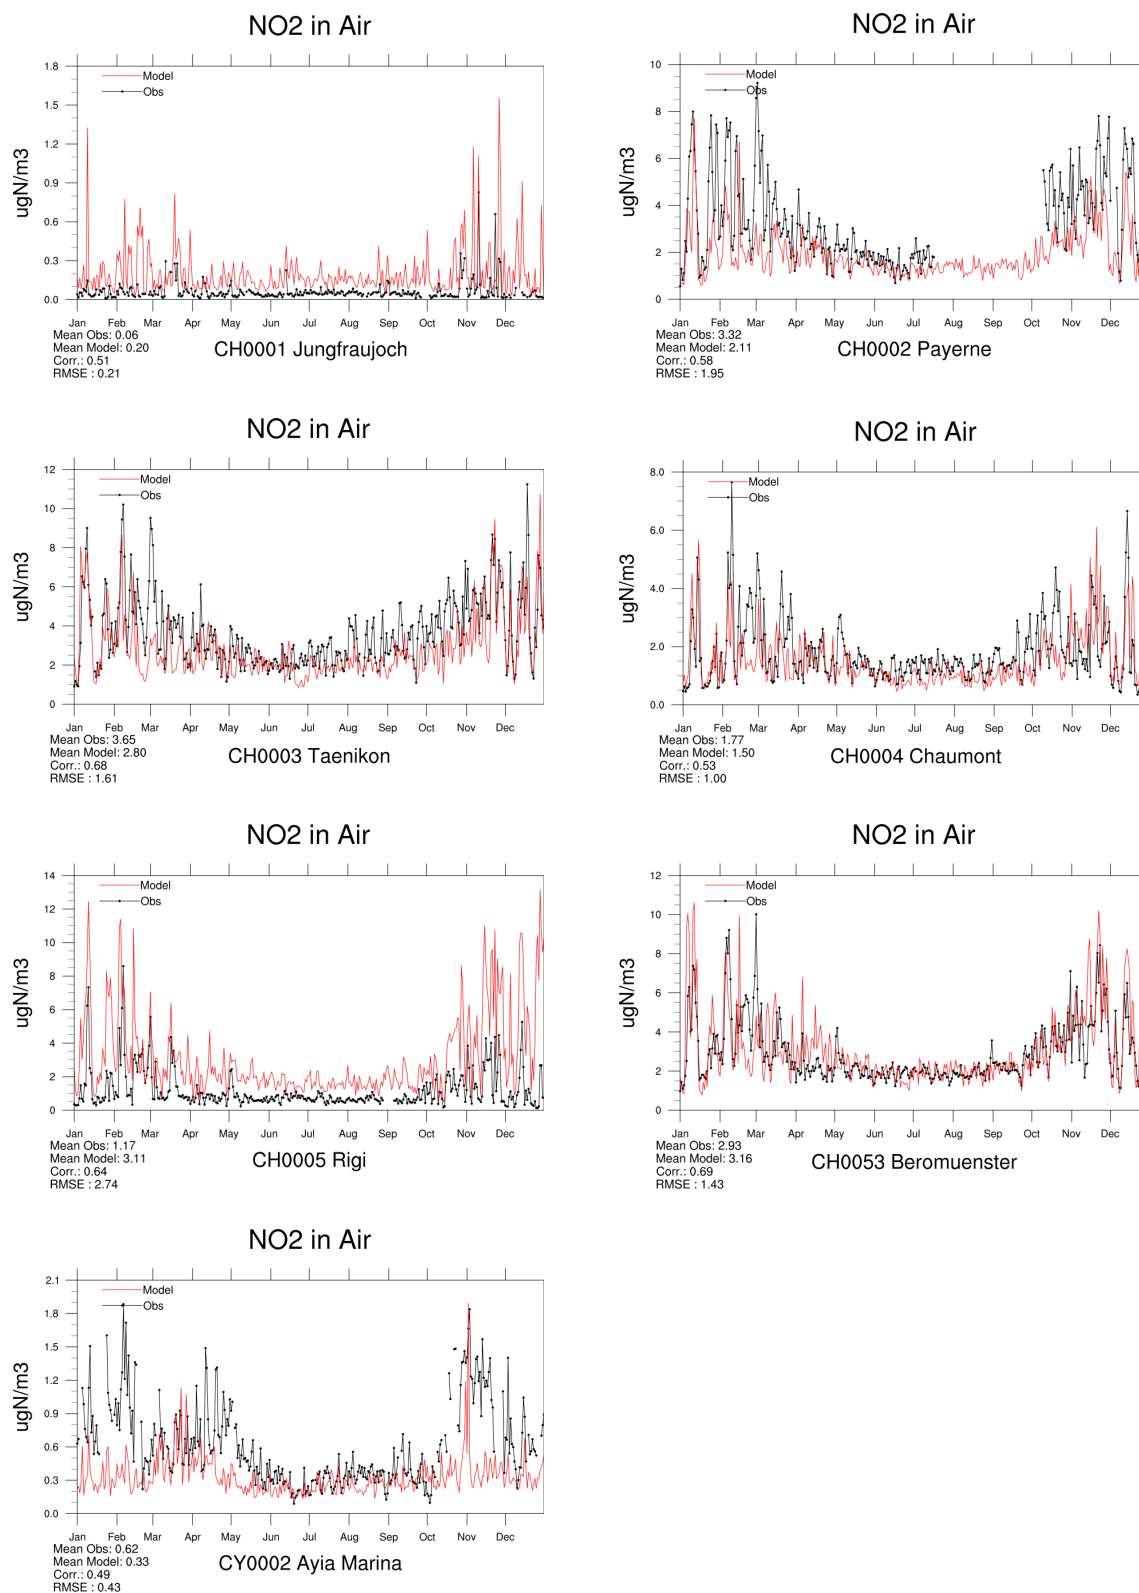 NO2 in Air
ugN/m3
1.8
1.5
1.2
0.9
0.6
0.3
0.0
Model
Obs
Jan Feb Mar Apr May Jun Jul Aug Sep Oct Nov Dec
Mean Obs: 0.06
Mean Model: 0.20
Corr.: 0.51
RMSE : 0.21
CH0001 Jungfraujoch
NO2 in Air
ugN/m3
10
8
6
4
2
0
Model
Obs
Jan Feb Mar Apr May Jun Jul Aug Sep Oct Nov Dec
Mean Obs: 3.32
Mean Model: 2.11
Corr.: 0.58
RMSE : 1.95
CH0002 Payerne
NO2 in Air
ugN/m3
12
10
8
6
4
2
0
Model
Obs
Jan Feb Mar Apr May Jun Jul Aug Sep Oct Nov Dec
Mean Obs: 3.65
Mean Model: 2.80
Corr.: 0.68
RMSE : 1.61
CH0003 Taenikon
NO2 in Air
ugN/m3
8.0
6.0
4.0
2.0
0.0
Model
Obs
Jan Feb Mar Apr May Jun Jul Aug Sep Oct Nov Dec
Mean Obs: 1.77
Mean Model: 1.50
Corr.: 0.53
RMSE : 1.00
CH0004 Chaumont
NO2 in Air
ugN/m3
14
12
10
8
6
4
2
0
Model
Obs
Jan Feb Mar Apr May Jun Jul Aug Sep Oct Nov Dec
Mean Obs: 1.17
Mean Model: 3.11
Corr.: 0.64
RMSE : 2.74
CH0005 Rigi
NO2 in Air
ugN/m3
12
10
8
6
4
2
0
Model
Obs
Jan Feb Mar Apr May Jun Jul Aug Sep Oct Nov Dec
Mean Obs: 2.93
Mean Model: 3.16
Corr.: 0.69
RMSE : 1.43
CH0053 Beromuenster
NO2 in Air
ugN/m3
2.1
1.8
1.5
1.2
0.9
0.6
0.3
0.0
Model
Obs
Jan Feb Mar Apr May Jun Jul Aug Sep Oct Nov Dec
Mean Obs: 0.62
Mean Model: 0.33
Corr.: 0.49
RMSE : 0.43
CY0002 Ayia Marina